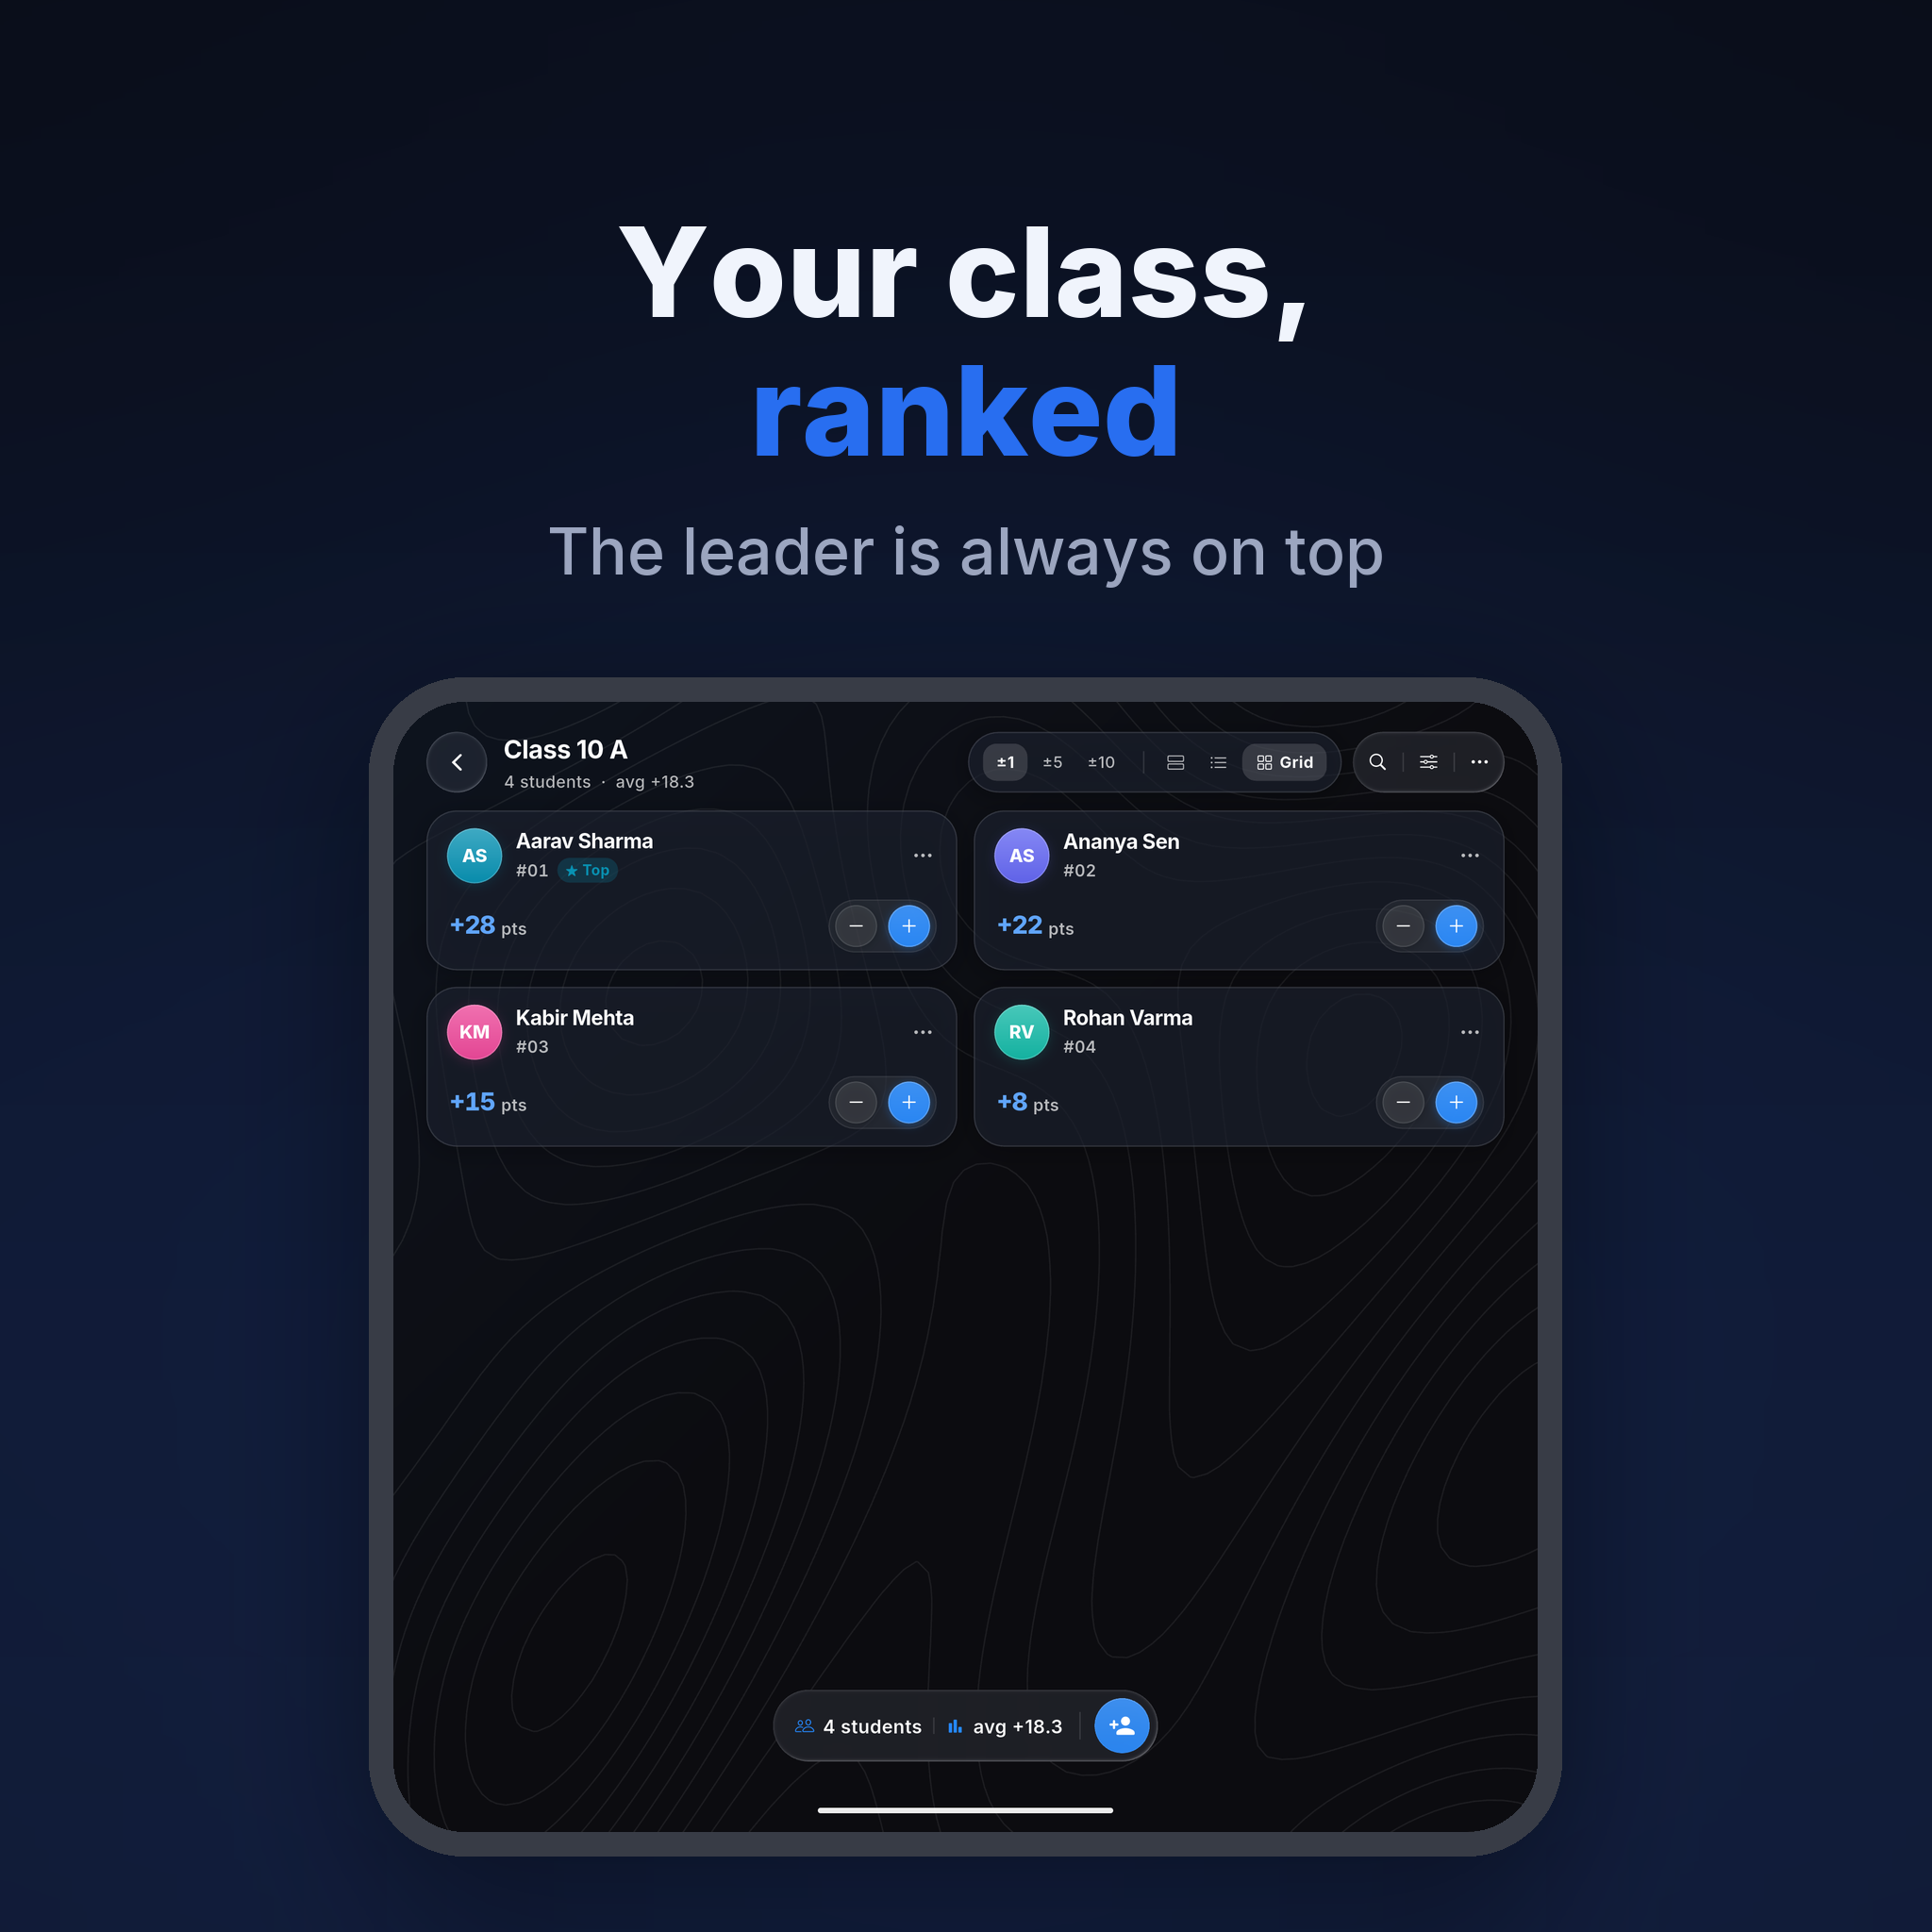 Your class,
ranked
The leader is always on top
Class 10 A
4 students · avg +18.3
±1 ±5 ±10 Grid
AS Aarav Sharma
#01 Top
+28 pts
AS Ananya Sen
#02
+22 pts
KM Kabir Mehta
#03
+15 pts
RV Rohan Varma
#04
+8 pts
4 students avg +18.3